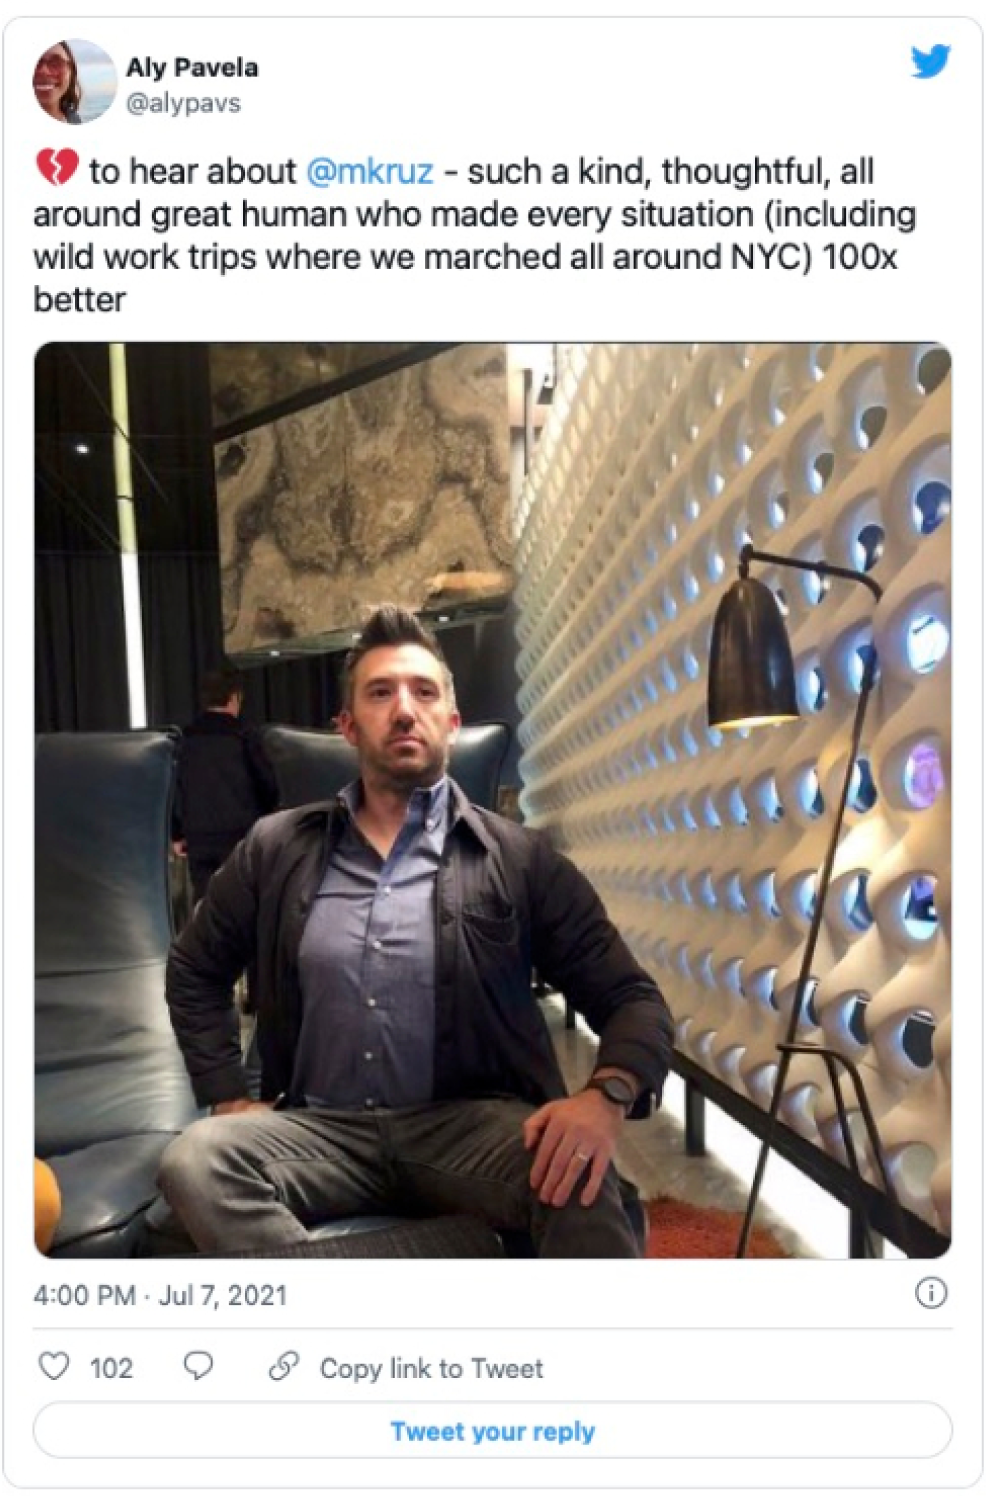 Aly Pavela
@alypavs
💔 to hear about @mkruz - such a kind, thoughtful, all
around great human who made every situation (including
wild work trips where we marched all around NYC) 100x
better
4:00 PM · Jul 7, 2021
102
Copy link to Tweet
Tweet your reply